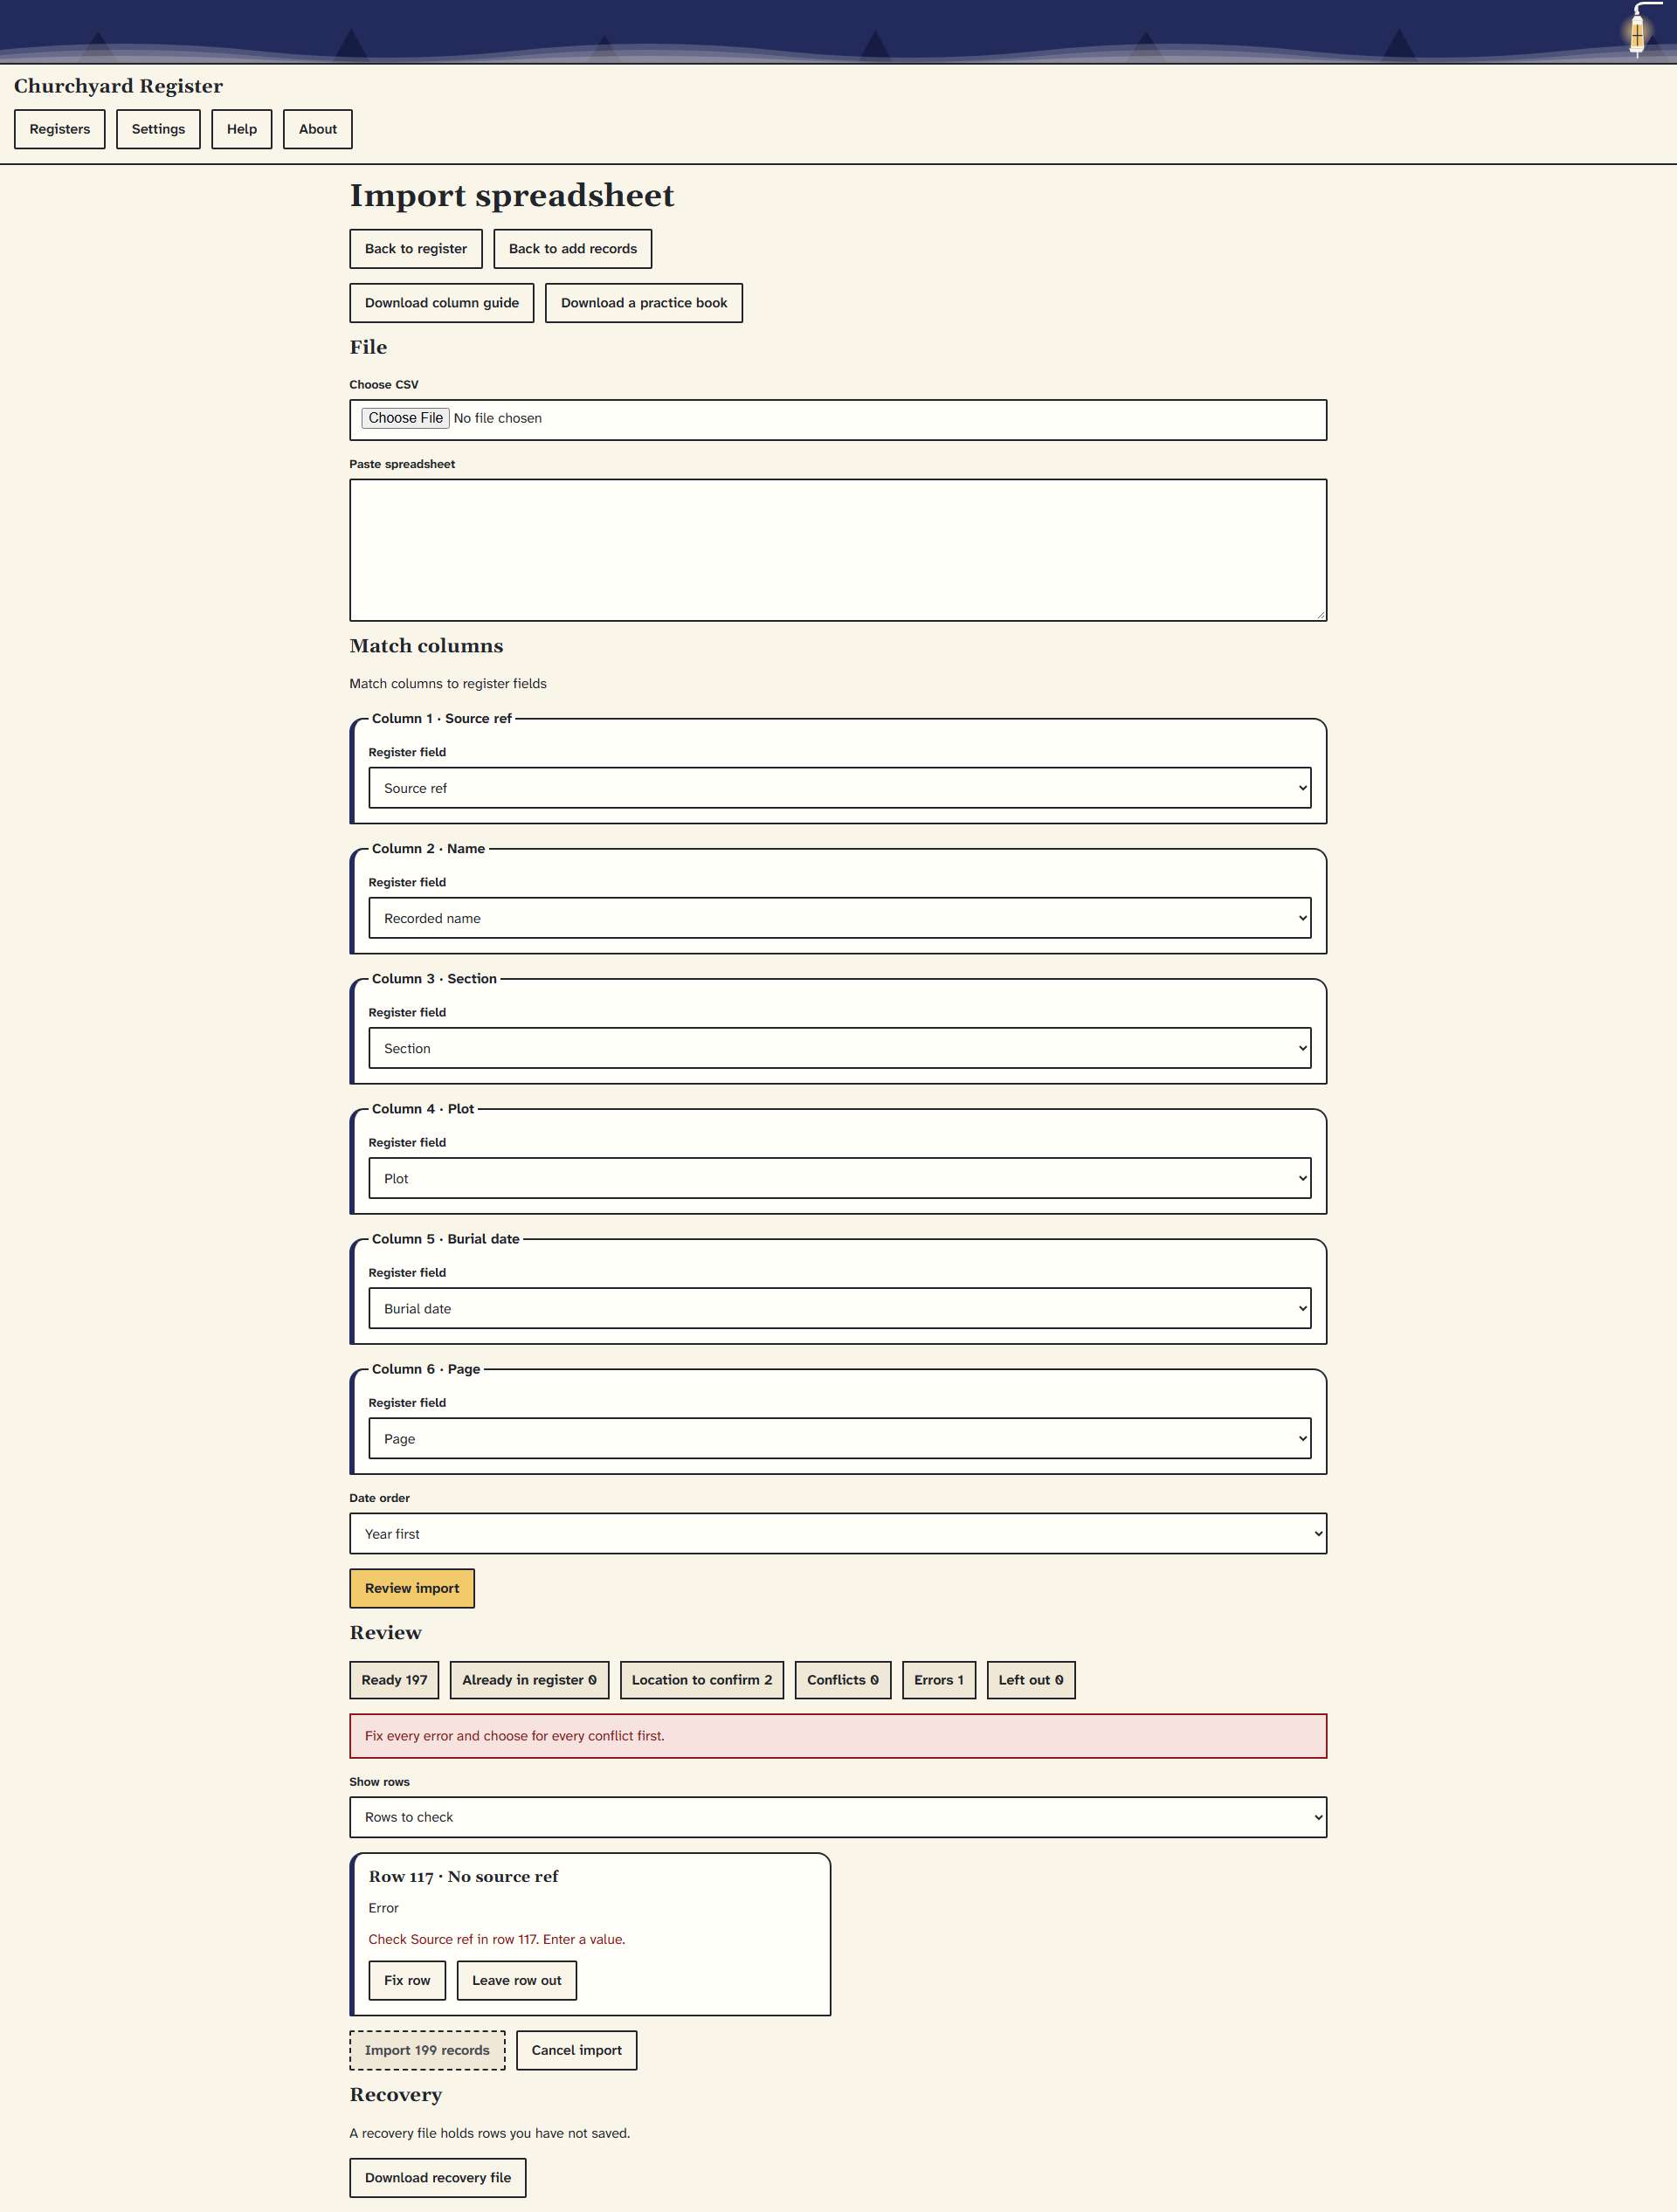 Churchyard Register
Registers Settings Help About
Import spreadsheet
Back to register Back to add records
Download column guide Download a practice book
File
Choose CSV
Choose File No file chosen
Paste spreadsheet
Match columns
Match columns to register fields
Column 1 · Source ref
Register field
Source ref
Column 2 · Name
Register field
Recorded name
Column 3 · Section
Register field
Section
Column 4 · Plot
Register field
Plot
Column 5 · Burial date
Register field
Burial date
Column 6 · Page
Register field
Page
Date order
Year first
Review import
Review
Ready 197 Already in register 0 Location to confirm 2 Conflicts 0 Errors 1 Left out 0
Fix every error and choose for every conflict first.
Show rows
Rows to check
Row 117 · No source ref
Error
Check Source ref in row 117. Enter a value.
Fix row Leave row out
Import 199 records Cancel import
Recovery
A recovery file holds rows you have not saved.
Download recovery file